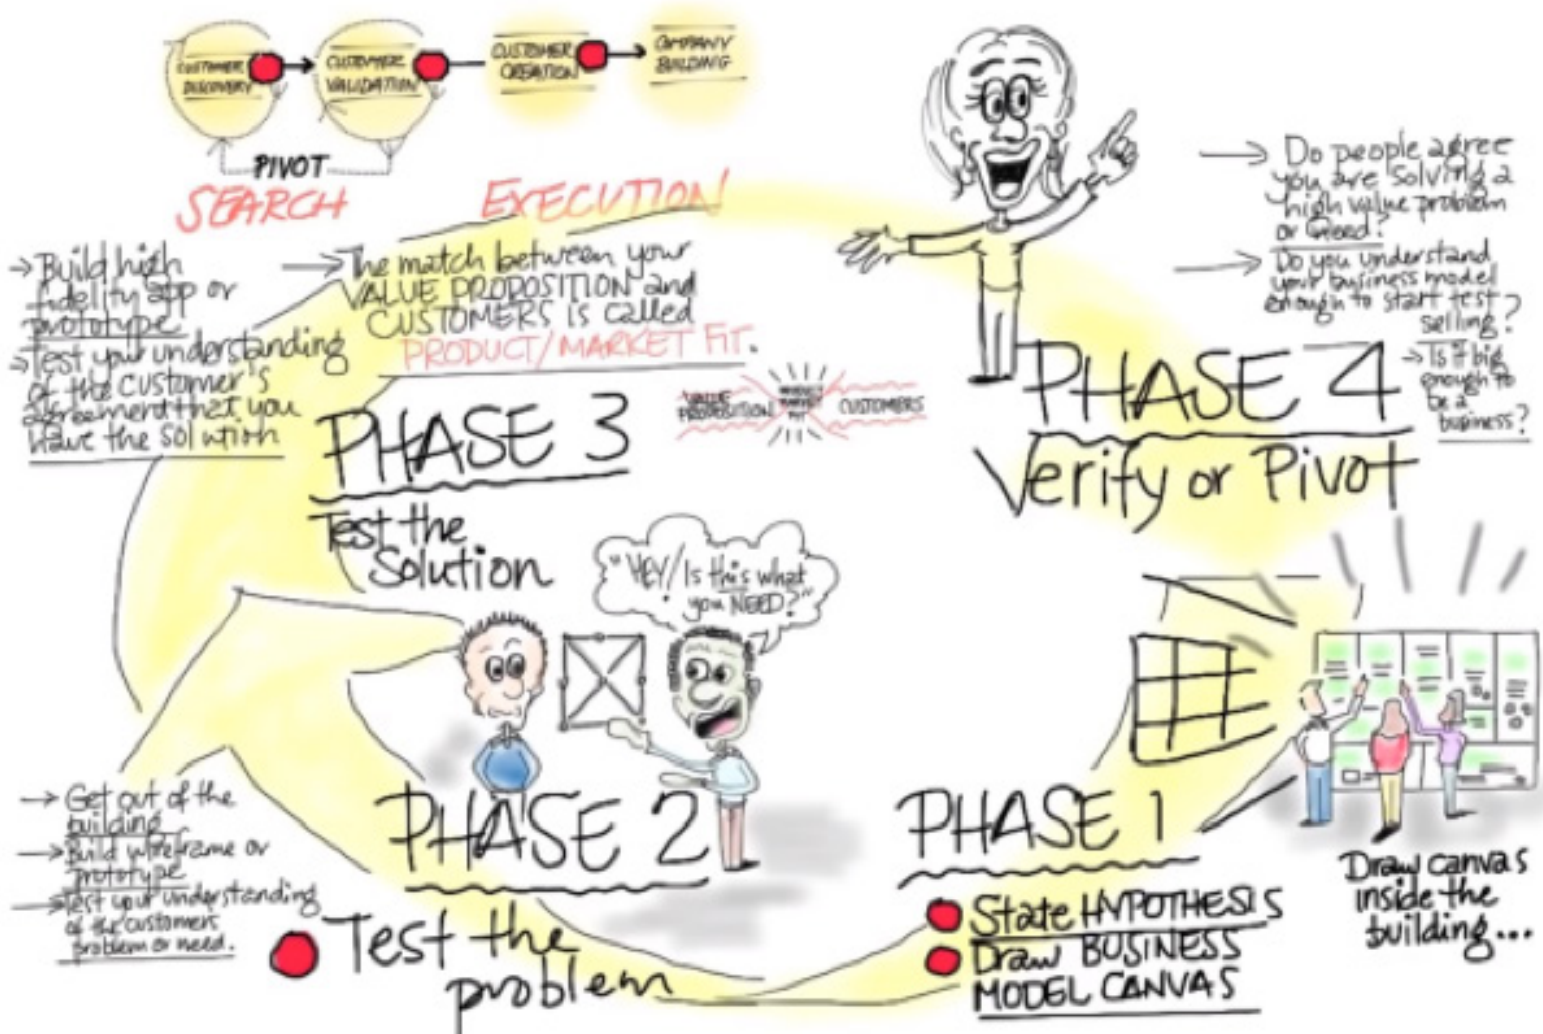 CUSTOMER
DISCOVERY
CUSTOMER
VALIDATION
CUSTOMER
CREATION
COMPANY
BUILDING
PIVOT
SEARCH
EXECUTION
→ Build high
fidelity app or
prototype
→ Test your understanding
of the customer's
agreement that you
have the solution
→ The match between your
VALUE PROPOSITION and
CUSTOMERS is called
PRODUCT/MARKET FIT.
VALUE
PROPOSITION
PRODUCT
MARKET
FIT
CUSTOMERS
PHASE 3
Test the
Solution
→ Do people agree
you are solving a
high value problem
or need?
→ Do you understand
your business model
enough to start test
selling?
→ Is it big
enough to
be a
business?
PHASE 4
Verify or Pivot
"HEY! Is this what
you NEED?"
PHASE 2
Test the
problem
→ Get out of the
building
→ Build wireframe or
prototype
→ Test your understanding
of the customers
problem or need.
PHASE 1
State HYPOTHESIS
Draw BUSINESS
MODEL CANVAS
Draw canvas
inside the
building...